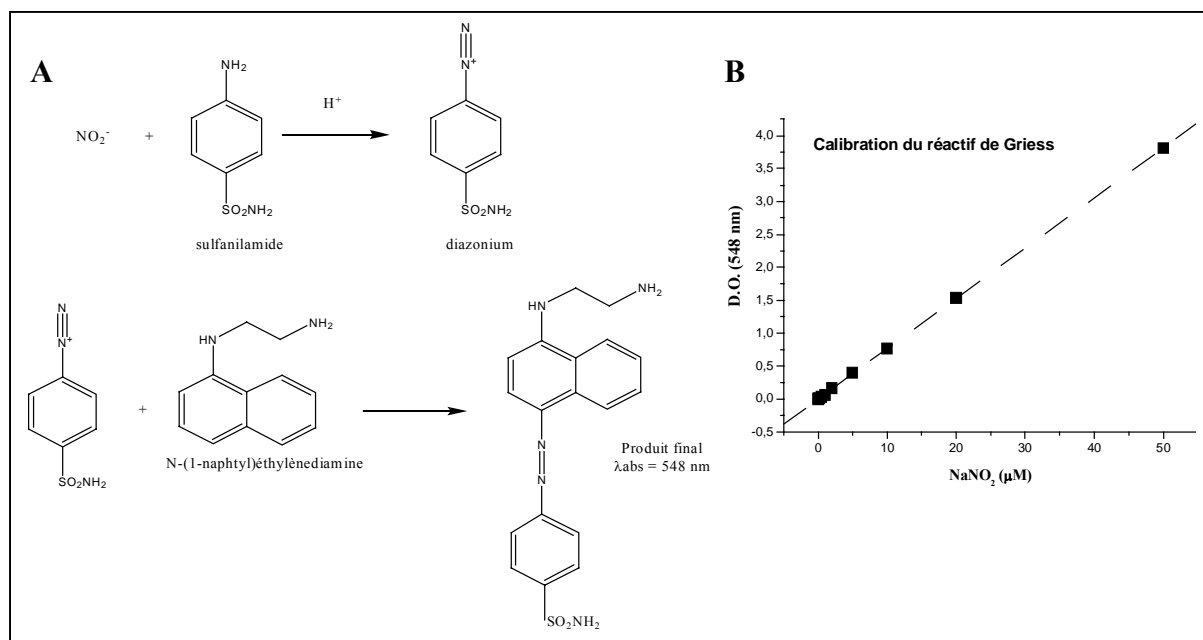 A
NO₂⁻
+
NH₂
SO₂NH₂
sulfanilamide
H⁺
N
N⁺
SO₂NH₂
diazonium
N
N⁺
SO₂NH₂
+
HN
NH₂
N-(1-naphtyl)éthylènediamine
HN
NH₂
N
N
SO₂NH₂
Produit final
λabs = 548 nm
B
Calibration du réactif de Griess
D.O. (548 nm)
4,0
3,5
3,0
2,5
2,0
1,5
1,0
0,5
0,0
-0,5
0 10 20 30 40 50
NaNO₂ (µM)